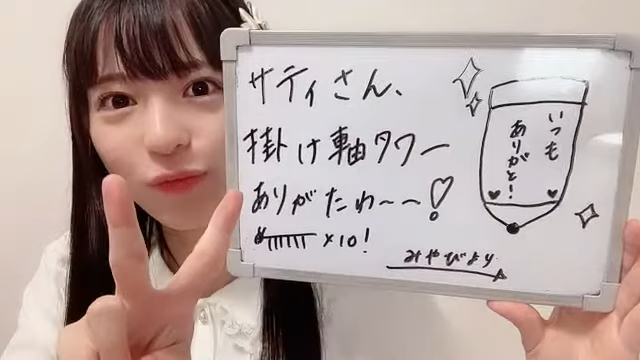 サティさん、
掛け軸タワー
ありがたわ〜〜!
×10!
みやびより
いつも
ありがと!